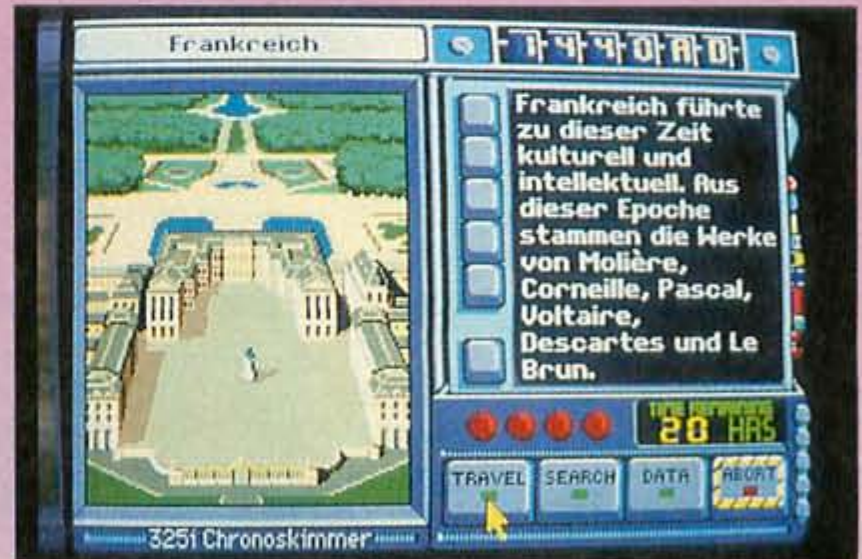 Frankreich
1440AD
Frankreich führte
zu dieser Zeit
kulturell und
intellektuell. Aus
dieser Epoche
stammen die Werke
von Molière,
Corneille, Pascal,
Voltaire,
Descartes und Le
Brun.
TIME REMAINING
20 HRS
TRAVEL
SEARCH
DATA
ABORT
3251 Chronoskimmer